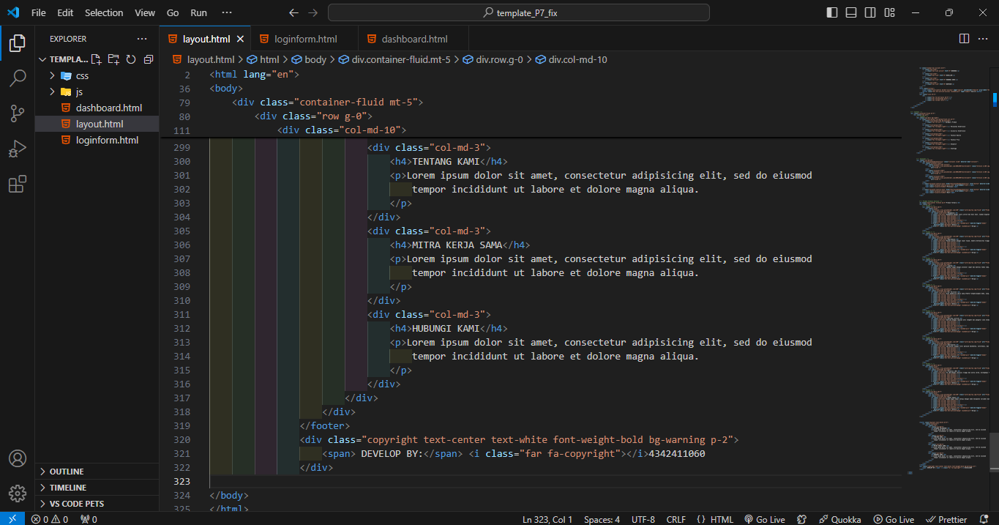 File Edit Selection View Go Run ··· template_P7_fix
EXPLORER ···
layout.html loginform.html dashboard.html
TEMPLA...
layout.html > html > body > div.container-fluid.mt-5 > div.row.g-0 > div.col-md-10
css
js
dashboard.html
layout.html
loginform.html
2 <html lang="en">
36 <body>
79 <div class="container-fluid mt-5">
80 <div class="row g-0">
111 <div class="col-md-10">
299 <div class="col-md-3">
300 <h4>TENTANG KAMI</h4>
301 <p>Lorem ipsum dolor sit amet, consectetur adipisicing elit, sed do eiusmod
302 tempor incididunt ut labore et dolore magna aliqua.
303 </p>
304 </div>
305 <div class="col-md-3">
306 <h4>MITRA KERJA SAMA</h4>
307 <p>Lorem ipsum dolor sit amet, consectetur adipisicing elit, sed do eiusmod
308 tempor incididunt ut labore et dolore magna aliqua.
309 </p>
310 </div>
311 <div class="col-md-3">
312 <h4>HUBUNGI KAMI</h4>
313 <p>Lorem ipsum dolor sit amet, consectetur adipisicing elit, sed do eiusmod
314 tempor incididunt ut labore et dolore magna aliqua.
315 </p>
316 </div>
317 </div>
318 </div>
319 </footer>
320 <div class="copyright text-center text-white font-weight-bold bg-warning p-2">
321 <span> DEVELOP BY:</span> <i class="far fa-copyright"></i>4342411060
322 </div>
323
324 </body>
325 </html>
OUTLINE
TIMELINE
VS CODE PETS
0 0 0 Ln 323, Col 1 Spaces: 4 UTF-8 CRLF {} HTML Go Live Quokka Go Live Prettier